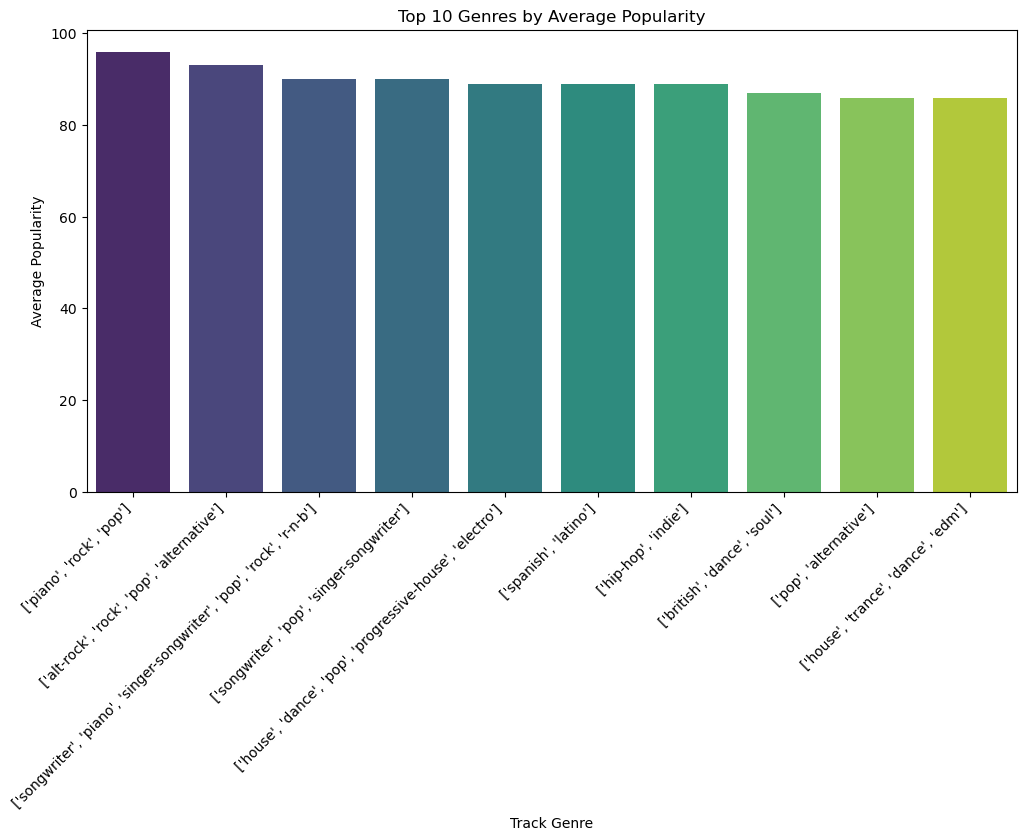 Top 10 Genres by Average Popularity
Average Popularity
100
80
60
40
20
0
['piano', 'rock', 'pop']
['alt-rock', 'rock', 'pop', 'alternative']
['songwriter', 'piano', 'singer-songwriter', 'pop', 'rock', 'r-n-b']
['songwriter', 'pop', 'singer-songwriter']
['house', 'dance', 'pop', 'progressive-house', 'electro']
['spanish', 'latino']
['hip-hop', 'indie']
['british', 'dance', 'soul']
['pop', 'alternative']
['house', 'trance', 'dance', 'edm']
Track Genre